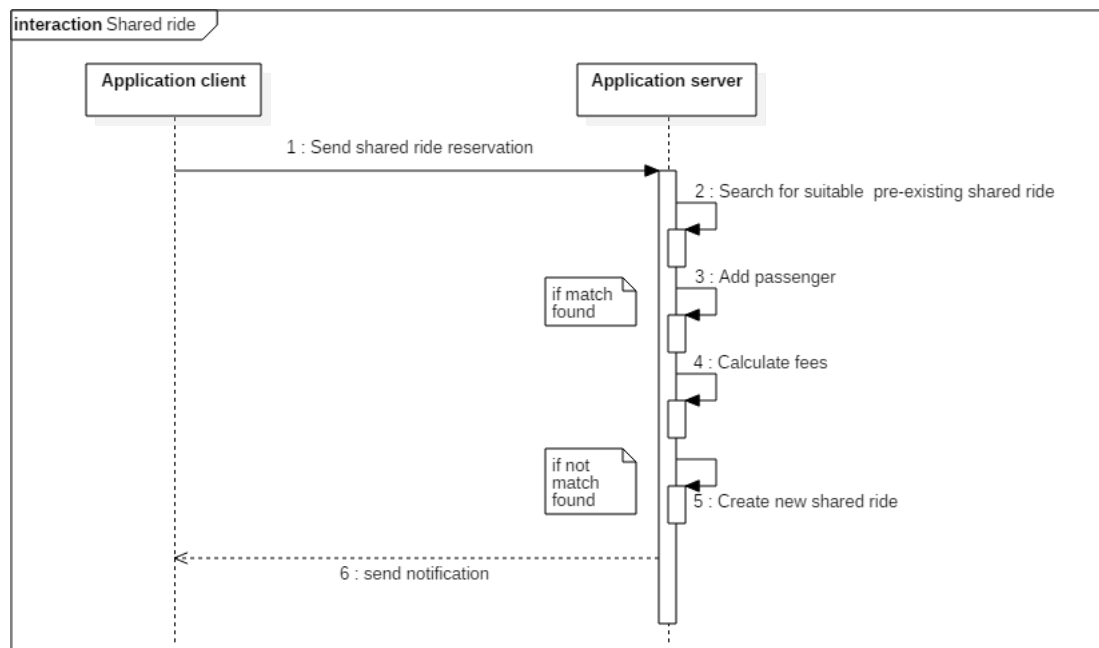 interaction Shared ride
Application client
Application server
1 : Send shared ride reservation
2 : Search for suitable  pre-existing shared ride
3 : Add passenger
if match
found
4 : Calculate fees
if not
match
found
5 : Create new shared ride
6 : send notification